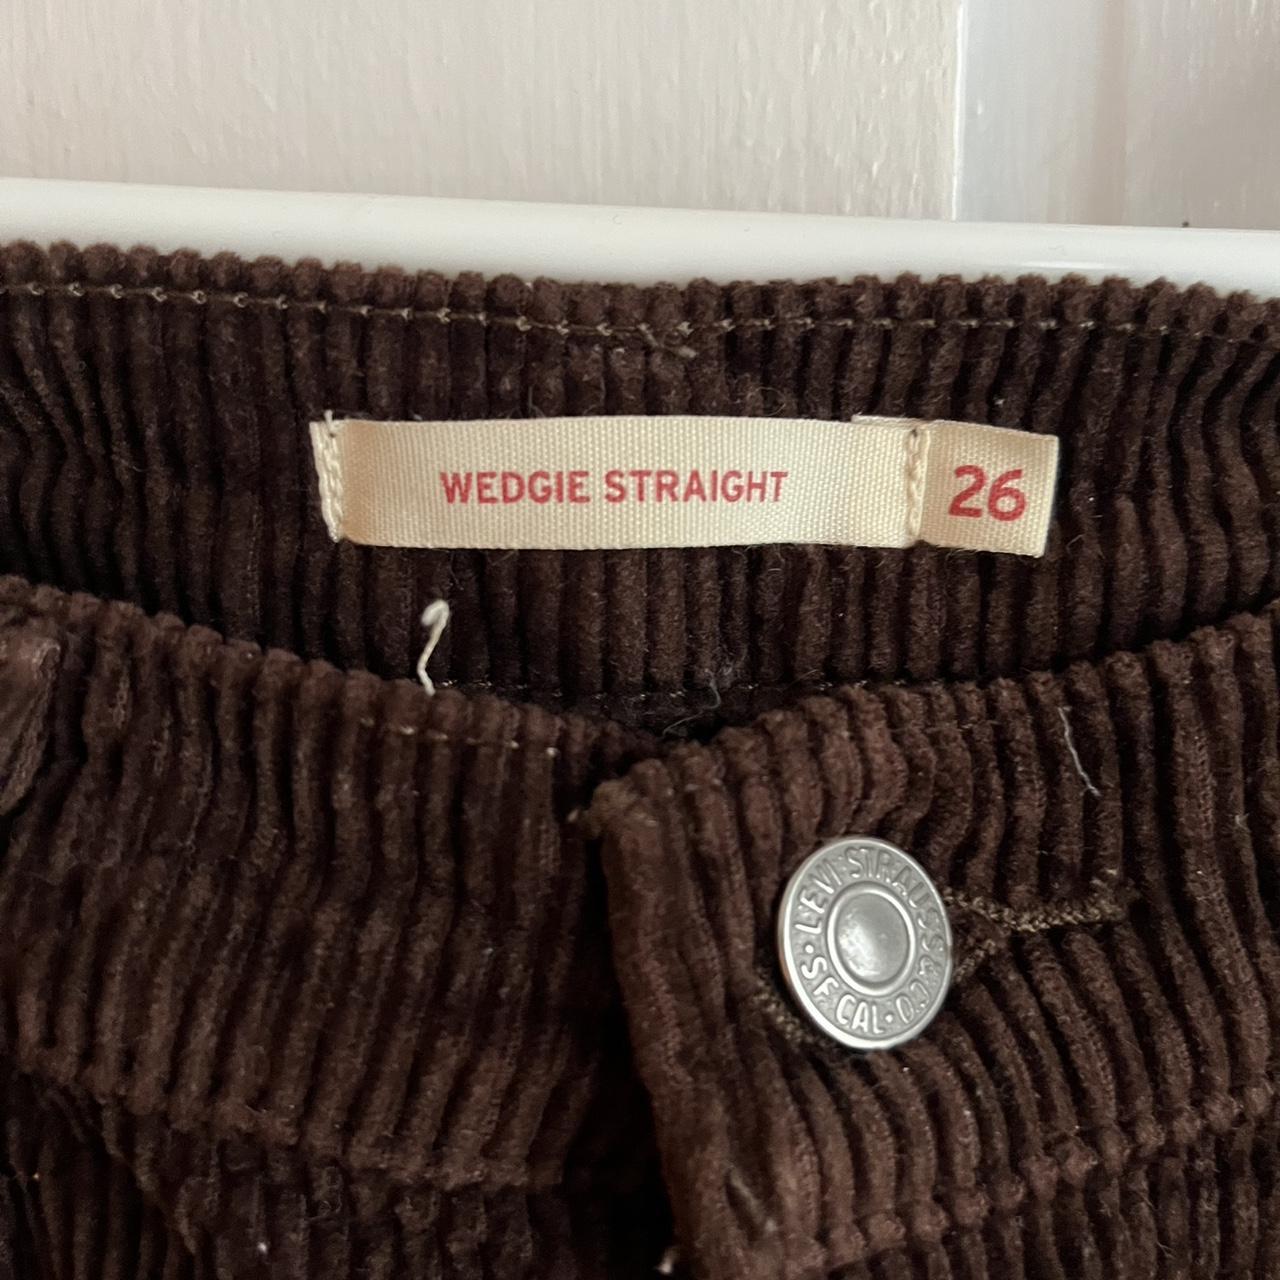 WEDGIE STRAIGHT
26
LEVI STRAUSS & CO. S.F. CAL.